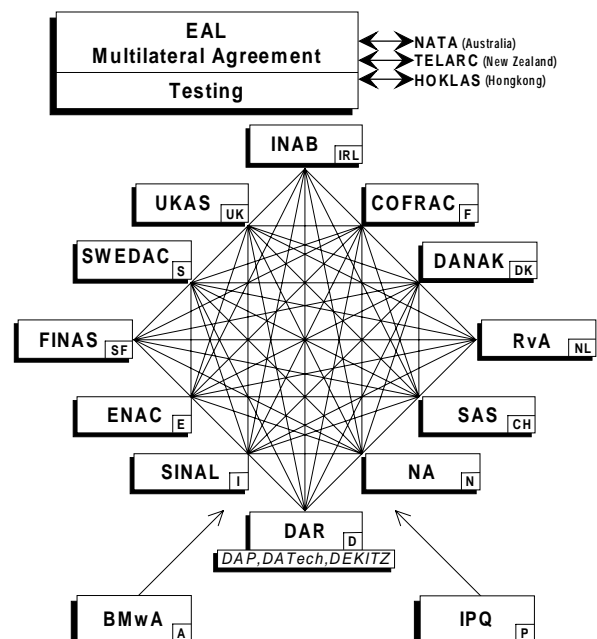 EAL
Multilateral Agreement
Testing
NATA (Australia)
TELARC (New Zealand)
HOKLAS (Hongkong)
INAB IRL
UKAS UK
COFRAC F
SWEDAC S
DANAK DK
FINAS SF
RvA NL
ENAC E
SAS CH
SINAL I
NA N
DAR D
DAP,DATech,DEKITZ
BMwA A
IPQ P